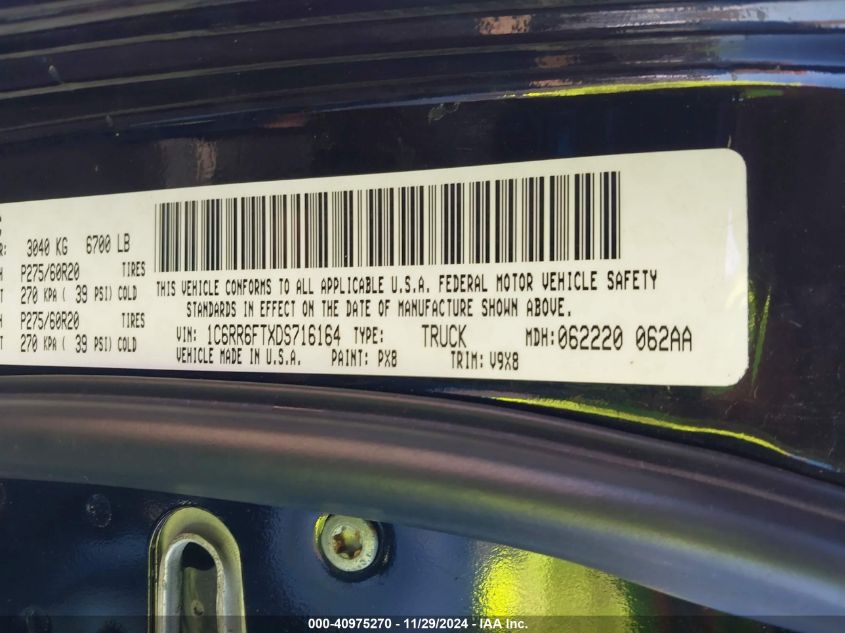 R: 3040 KG 6700 LB
P275/60R20 TIRES
270 KPA ( 39 PSI) COLD
P275/60R20 TIRES
270 KPA ( 39 PSI) COLD
THIS VEHICLE CONFORMS TO ALL APPLICABLE U.S.A. FEDERAL MOTOR VEHICLE SAFETY
STANDARDS IN EFFECT ON THE DATE OF MANUFACTURE SHOWN ABOVE.
VIN: 1C6RR6FTXDS716164 TYPE: TRUCK MDH: 062220 062AA
VEHICLE MADE IN U.S.A. PAINT: PX8 TRIM: V9X8
000-40975270 - 11/29/2024 - IAA Inc.